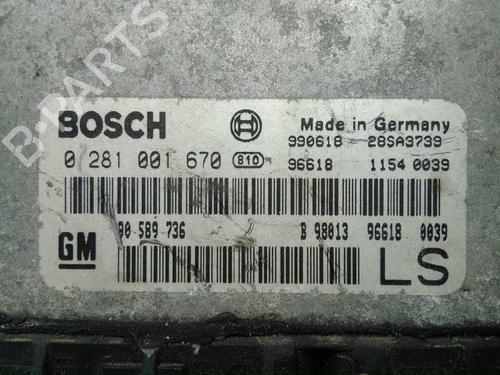 BOSCH
Made in Germany
990618 28SA3739
0 281 001 670 810
96618 1154 0039
90 589 736
B 98013 96618 0039
GM
LS
B-PARTS